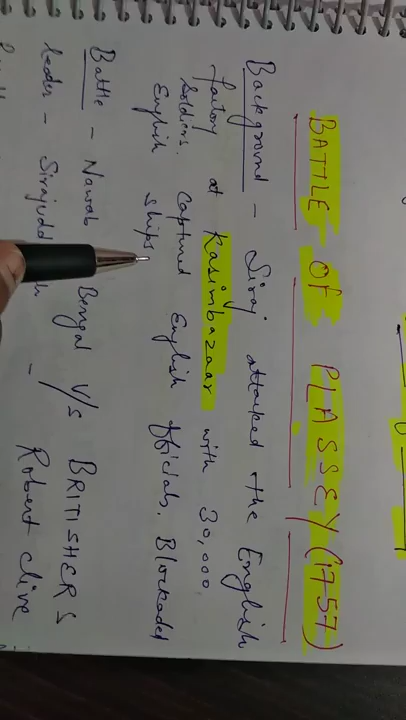 BATTLE OF PLASSEY (1757)
Background - Siraj attacked the English
factory at Kasimbazaar with 30,000
soldiers. Captured English officials. Blockaded
English ships
Battle - Nawab Bengal V/s BRITISHERS
leader - - Robert Clive